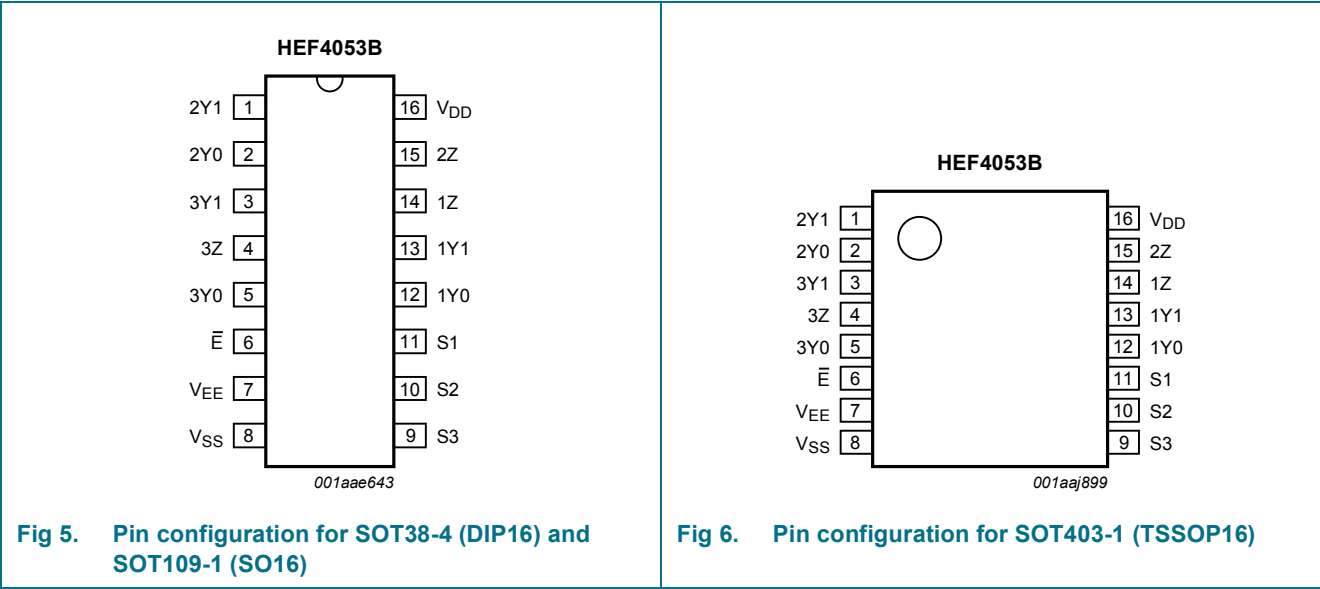 HEF4053B
2Y1 1 16 VDD
2Y0 2 15 2Z
3Y1 3 14 1Z
3Z 4 13 1Y1
3Y0 5 12 1Y0
E̅ 6 11 S1
VEE 7 10 S2
VSS 8 9 S3
001aae643
Fig 5. Pin configuration for SOT38-4 (DIP16) and
SOT109-1 (SO16)
HEF4053B
2Y1 1 16 VDD
2Y0 2 15 2Z
3Y1 3 14 1Z
3Z 4 13 1Y1
3Y0 5 12 1Y0
E̅ 6 11 S1
VEE 7 10 S2
VSS 8 9 S3
001aaj899
Fig 6. Pin configuration for SOT403-1 (TSSOP16)